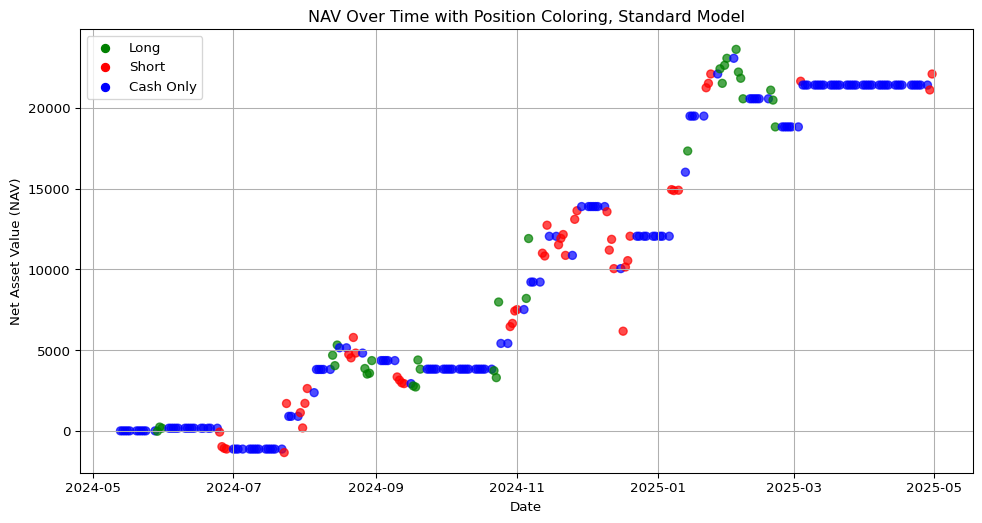 NAV Over Time with Position Coloring, Standard Model
Long
Short
Cash Only
Net Asset Value (NAV)
20000
15000
10000
5000
0
2024-05 2024-07 2024-09 2024-11 2025-01 2025-03 2025-05
Date